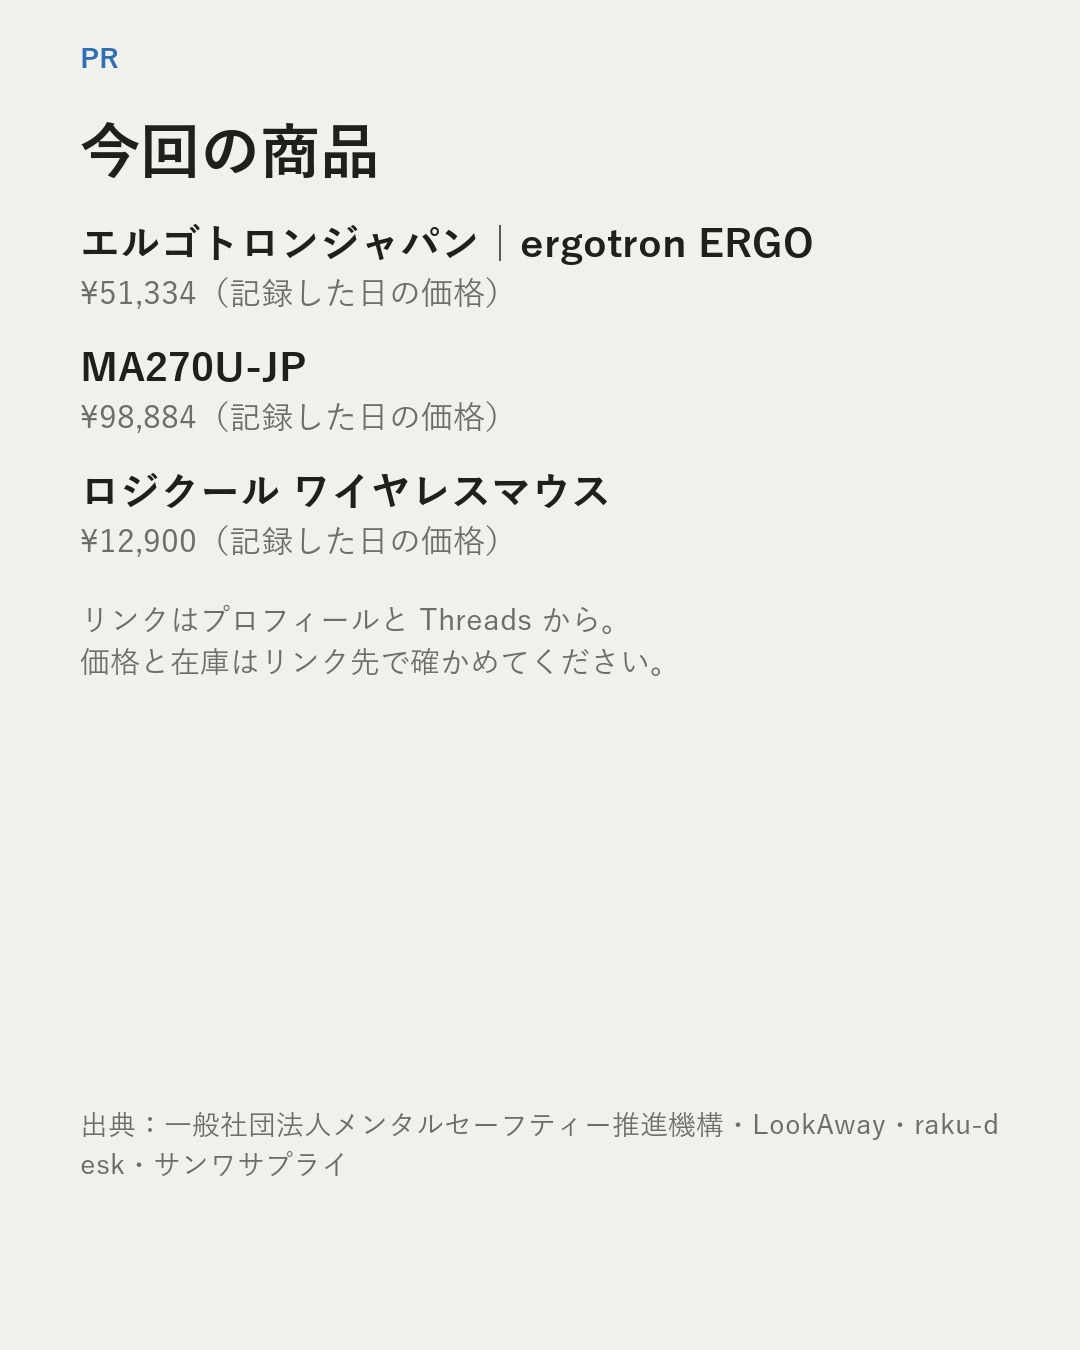 PR
今回の商品
エルゴトロンジャパン｜ergotron ERGO
¥51,334（記録した日の価格）
MA270U-JP
¥98,884（記録した日の価格）
ロジクール ワイヤレスマウス
¥12,900（記録した日の価格）
リンクはプロフィールと Threads から。
価格と在庫はリンク先で確かめてください。
出典：一般社団法人メンタルセーフティー推進機構・LookAway・raku-d
esk・サンワサプライ